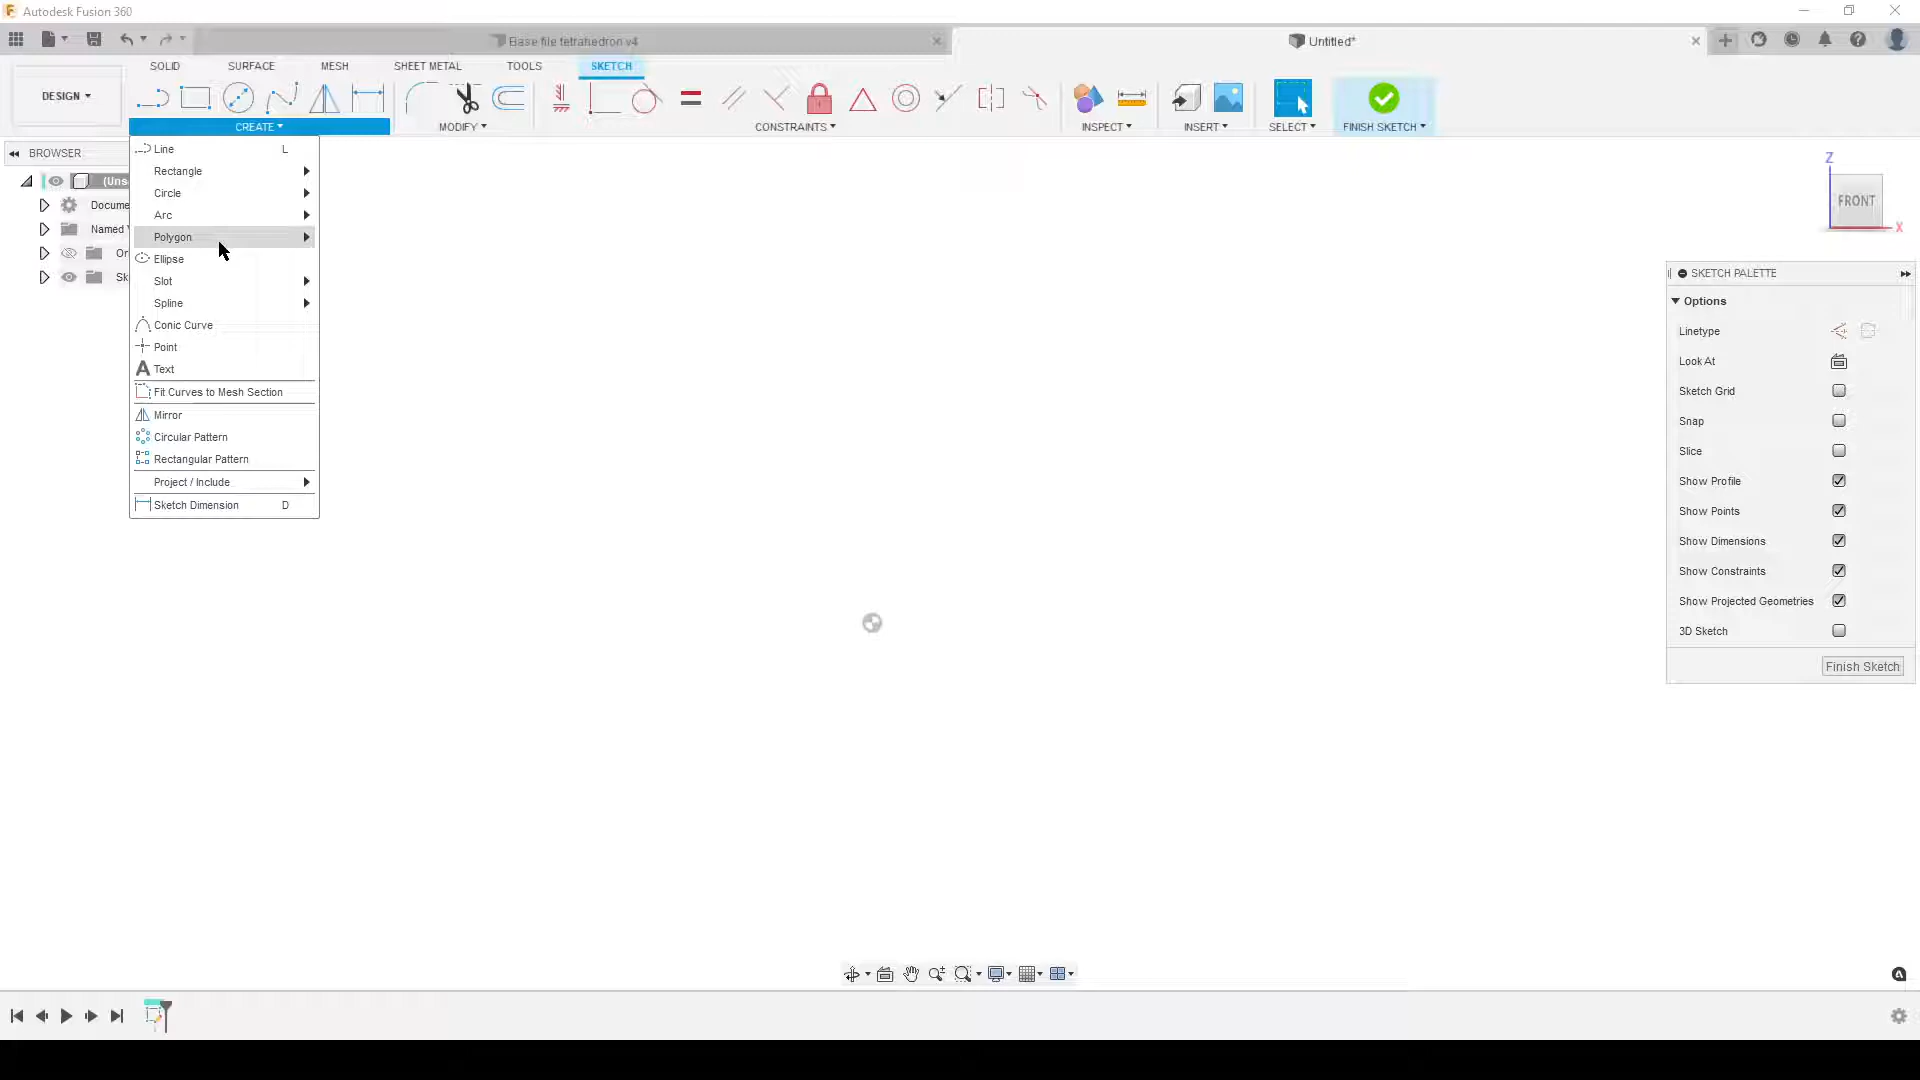 Autodesk Fusion 360
Base file tetrahedron v4
Untitled*
SOLID
SURFACE
MESH
SHEET METAL
TOOLS
SKETCH
DESIGN
CREATE
MODIFY
CONSTRAINTS
INSPECT
INSERT
SELECT
FINISH SKETCH
BROWSER
(Uns
Docume
Named V
Or
Sk
Line L
Rectangle
Circle
Arc
Polygon
Ellipse
Slot
Spline
Conic Curve
Point
A Text
Fit Curves to Mesh Section
Mirror
Circular Pattern
Rectangular Pattern
Project / Include
Sketch Dimension D
Z
FRONT
X
SKETCH PALETTE
Options
Linetype
Look At
Sketch Grid
Snap
Slice
Show Profile
Show Points
Show Dimensions
Show Constraints
Show Projected Geometries
3D Sketch
Finish Sketch